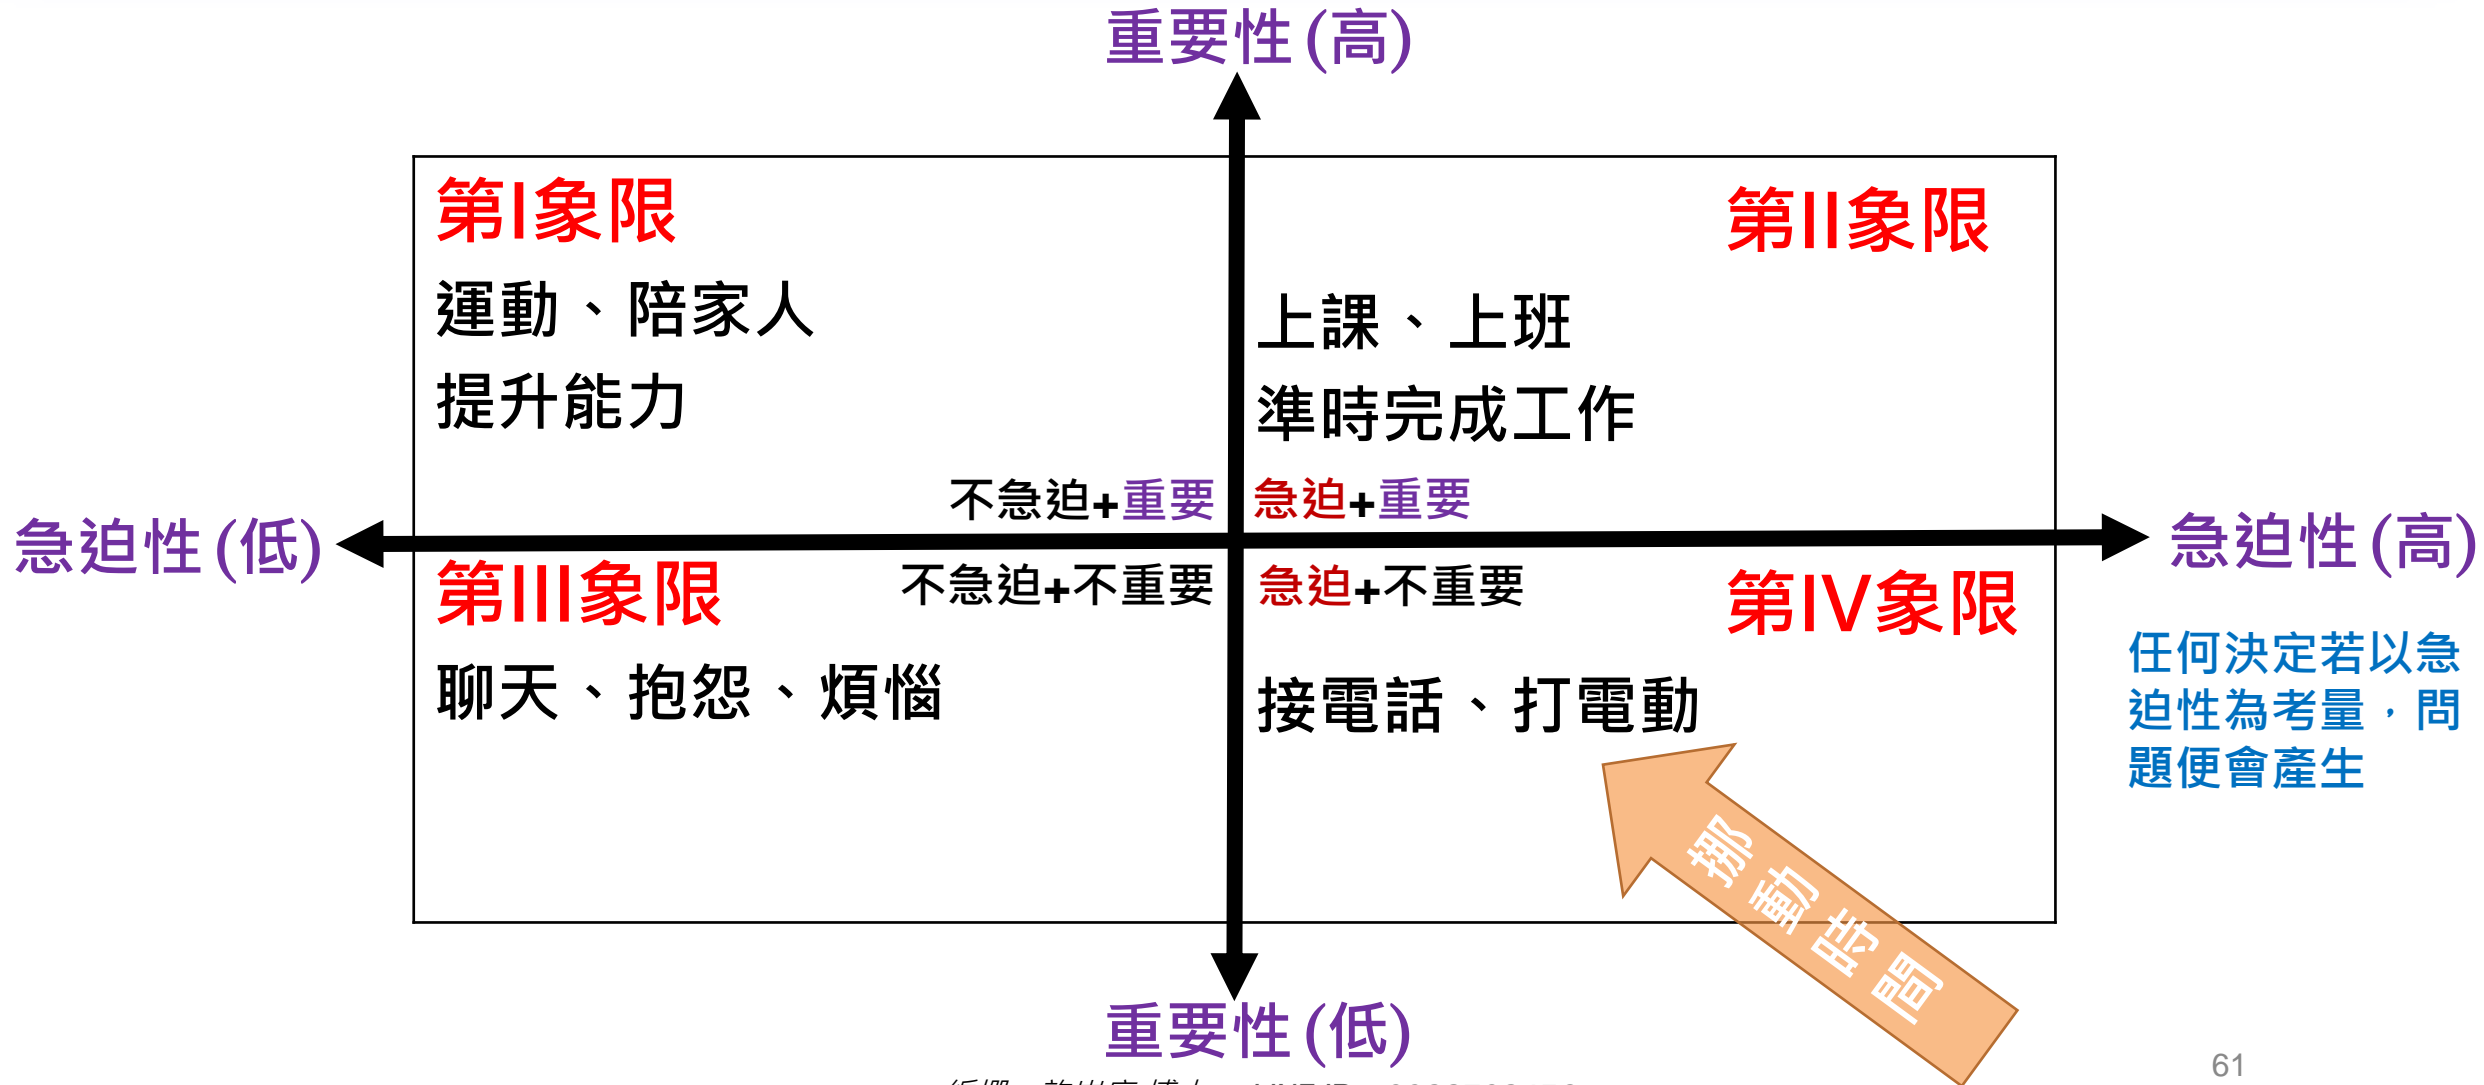 重要性(高)
第I象限
運動、陪家人
提升能力
不急迫+重要
第II象限
上課、上班
準時完成工作
急迫+重要
急迫性(低)
急迫性(高)
第III象限
不急迫+不重要
聊天、抱怨、煩惱
急迫+不重要
第IV象限
接電話、打電動
任何決定若以急
迫性為考量，問
題便會產生
挪動時間
重要性(低)
61